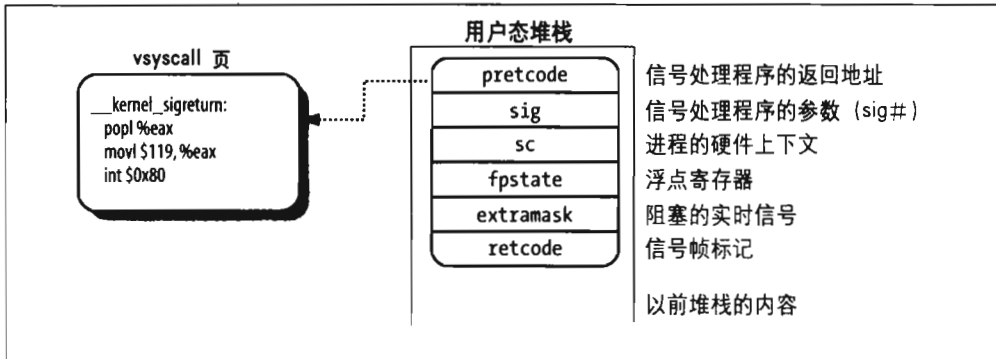 用户态堆栈
vsyscall 页
__kernel_sigreturn:
popl %eax
movl $119, %eax
int $0x80
pretcode 信号处理程序的返回地址
sig 信号处理程序的参数 (sig#)
sc 进程的硬件上下文
fpstate 浮点寄存器
extramask 阻塞的实时信号
retcode 信号帧标记
以前堆栈的内容